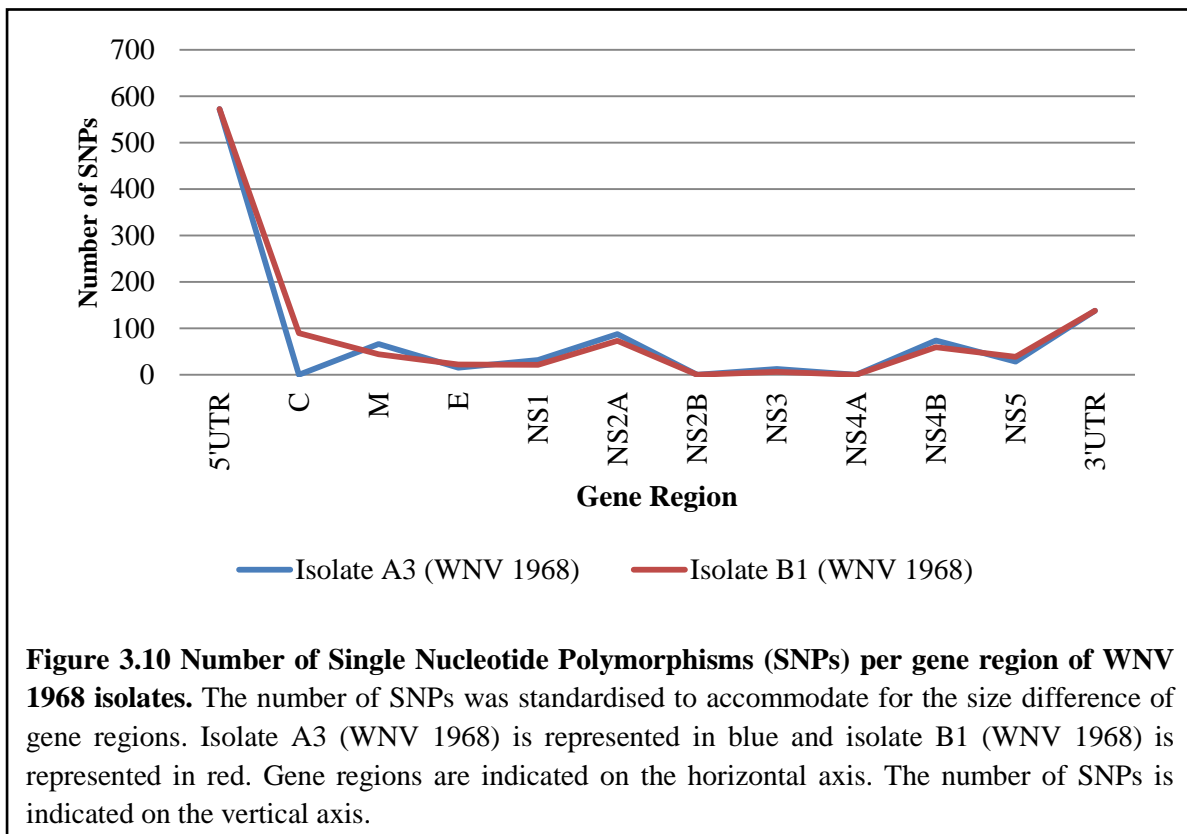 700
600
500
400
300
200
100
0
Number of SNPs
5'UTR
C
M
E
NS1
NS2A
NS2B
NS3
NS4A
NS4B
NS5
3'UTR
Gene Region
Isolate A3 (WNV 1968)
Isolate B1 (WNV 1968)
Figure 3.10 Number of Single Nucleotide Polymorphisms (SNPs) per gene region of WNV
1968 isolates. The number of SNPs was standardised to accommodate for the size difference of
gene regions. Isolate A3 (WNV 1968) is represented in blue and isolate B1 (WNV 1968) is
represented in red. Gene regions are indicated on the horizontal axis. The number of SNPs is
indicated on the vertical axis.